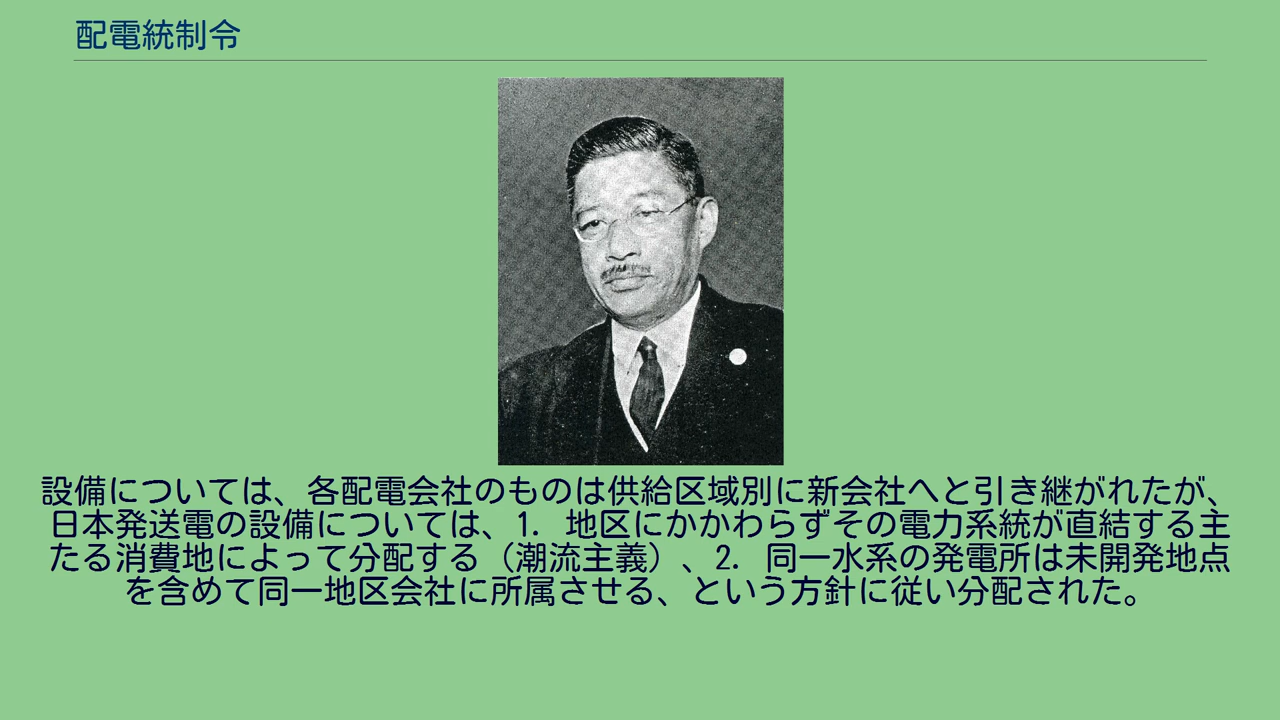 配電統制令
設備については、各配電会社のものは供給区域別に新会社へと引き継がれたが、
日本発送電の設備については、1. 地区にかかわらずその電力系統が直結する主
たる消費地によって分配する（潮流主義）、2. 同一水系の発電所は未開発地点
を含めて同一地区会社に所属させる、という方針に従い分配された。